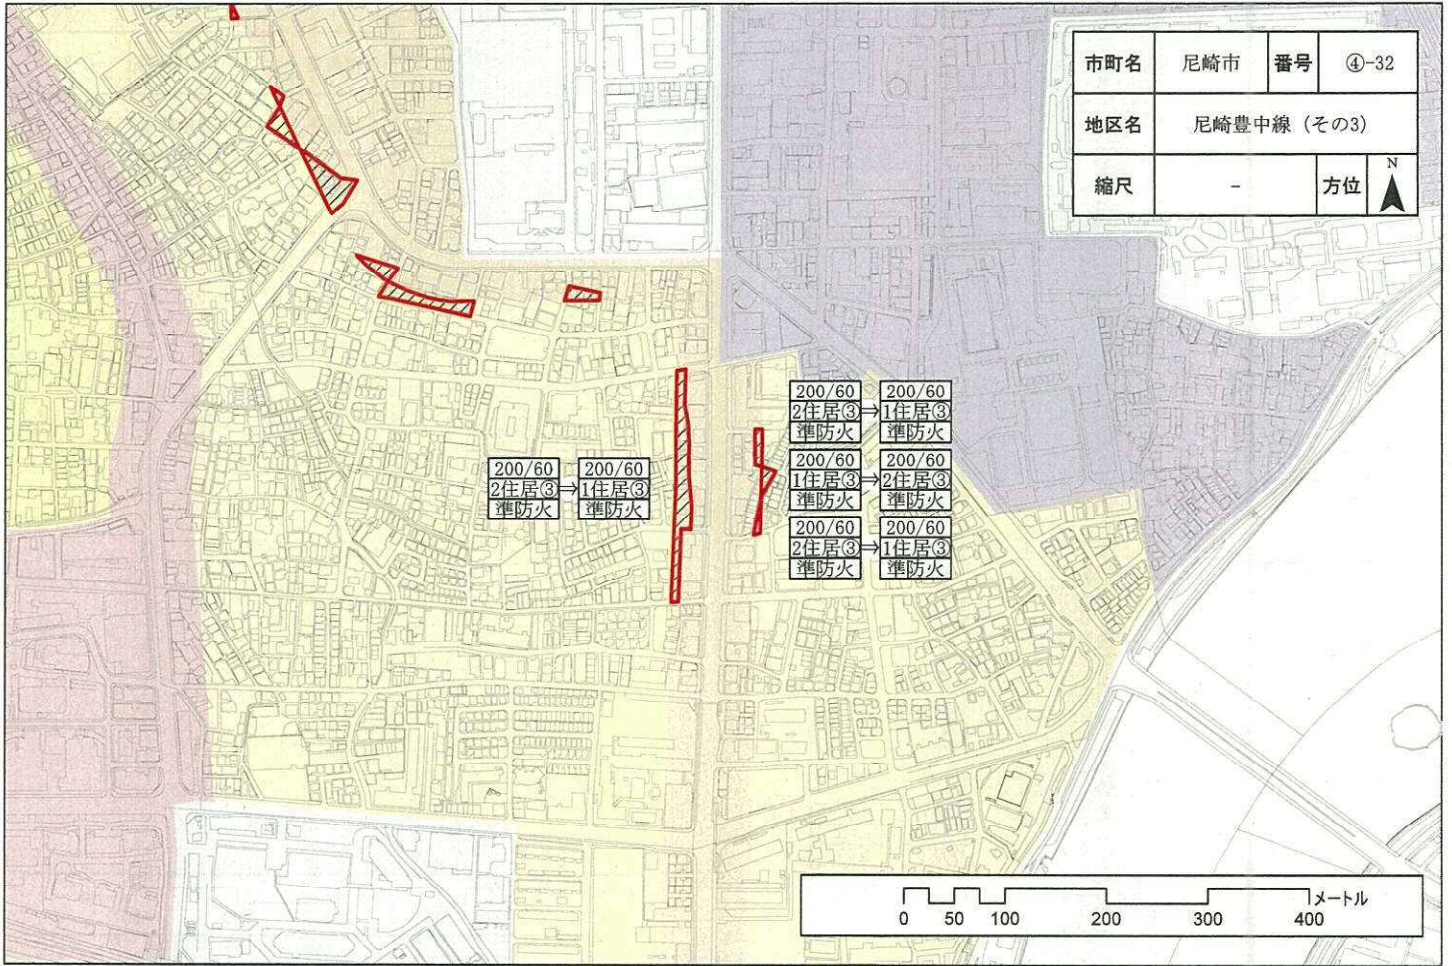 市町名 尼崎市 番号 ④-32
地区名 尼崎豊中線（その3）
縮尺 - 方位 N
200/60 200/60
2住居③⇒1住居③
準防火 準防火
200/60 200/60
2住居③⇒1住居③
準防火 準防火
200/60 200/60
1住居③⇒2住居③
準防火 準防火
200/60 200/60
2住居③⇒1住居③
準防火 準防火
メートル
0 50 100 200 300 400